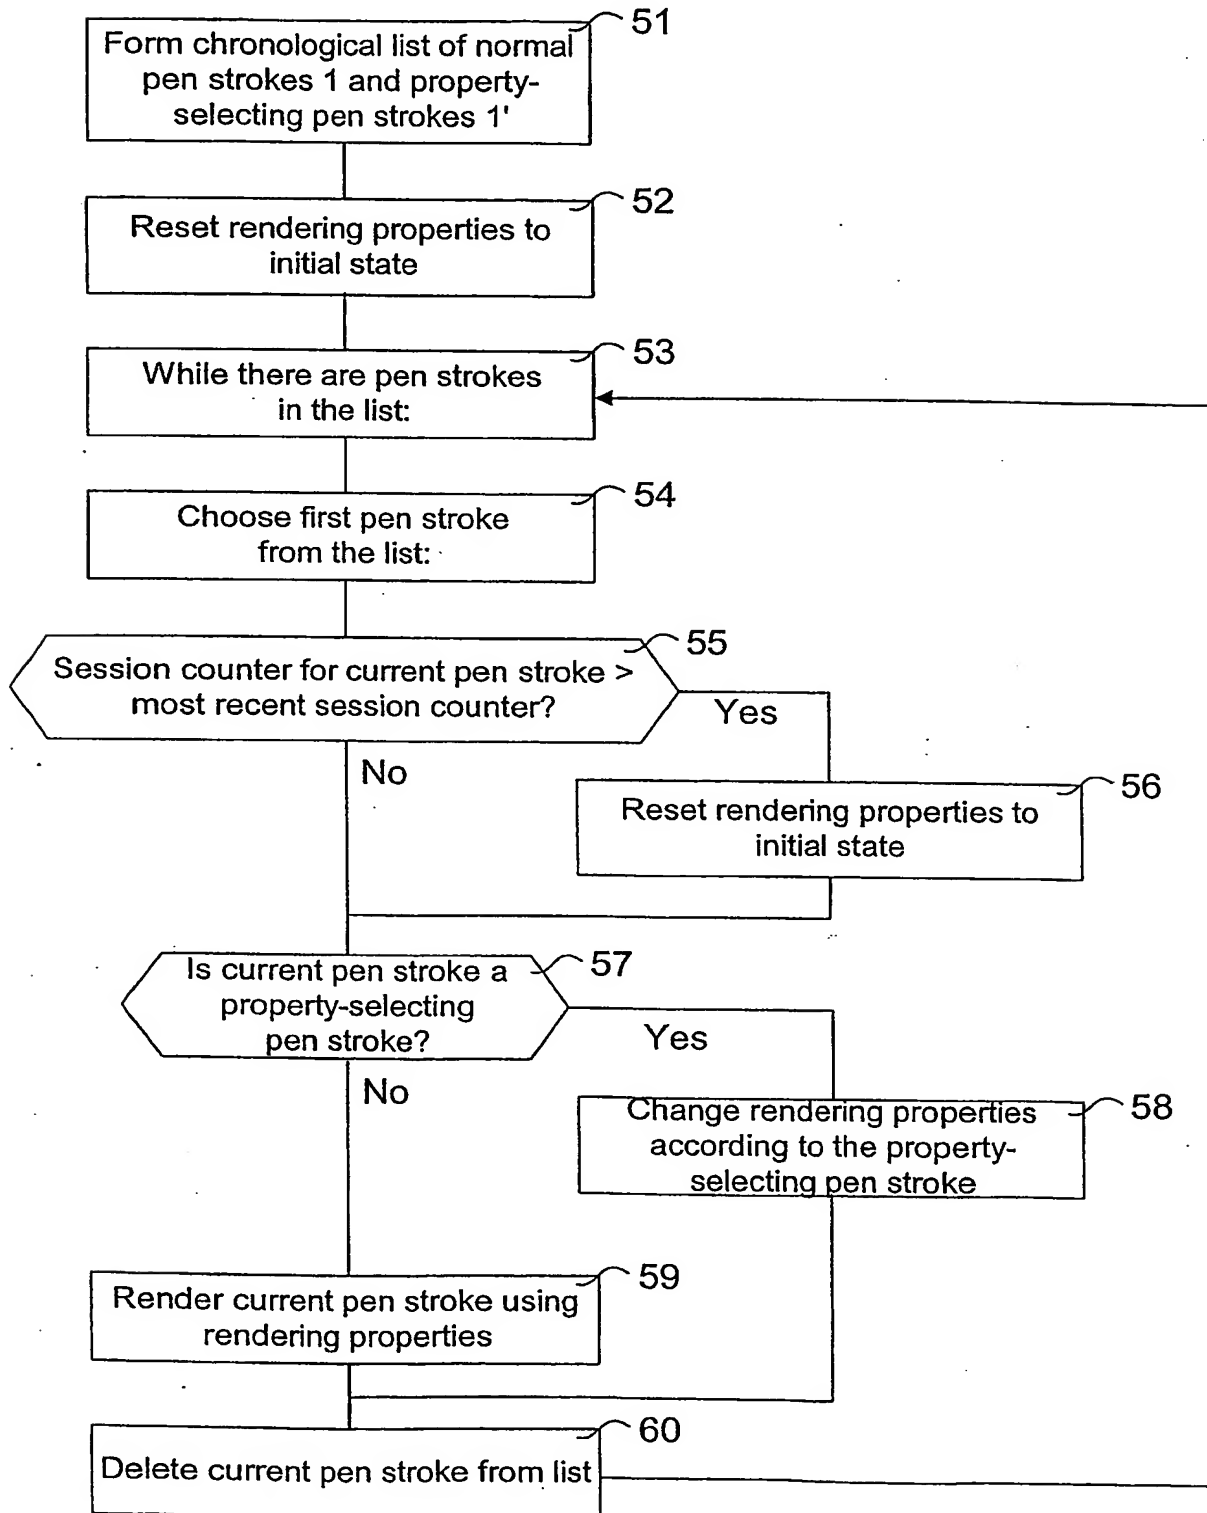 51
Form chronological list of normal
pen strokes 1 and property-
selecting pen strokes 1'
52
Reset rendering properties to
initial state
53
While there are pen strokes
in the list:
54
Choose first pen stroke
from the list:
55
Session counter for current pen stroke >
most recent session counter?
Yes
No
56
Reset rendering properties to
initial state
57
Is current pen stroke a
property-selecting
pen stroke?
Yes
No
58
Change rendering properties
according to the property-
selecting pen stroke
59
Render current pen stroke using
rendering properties
60
Delete current pen stroke from list